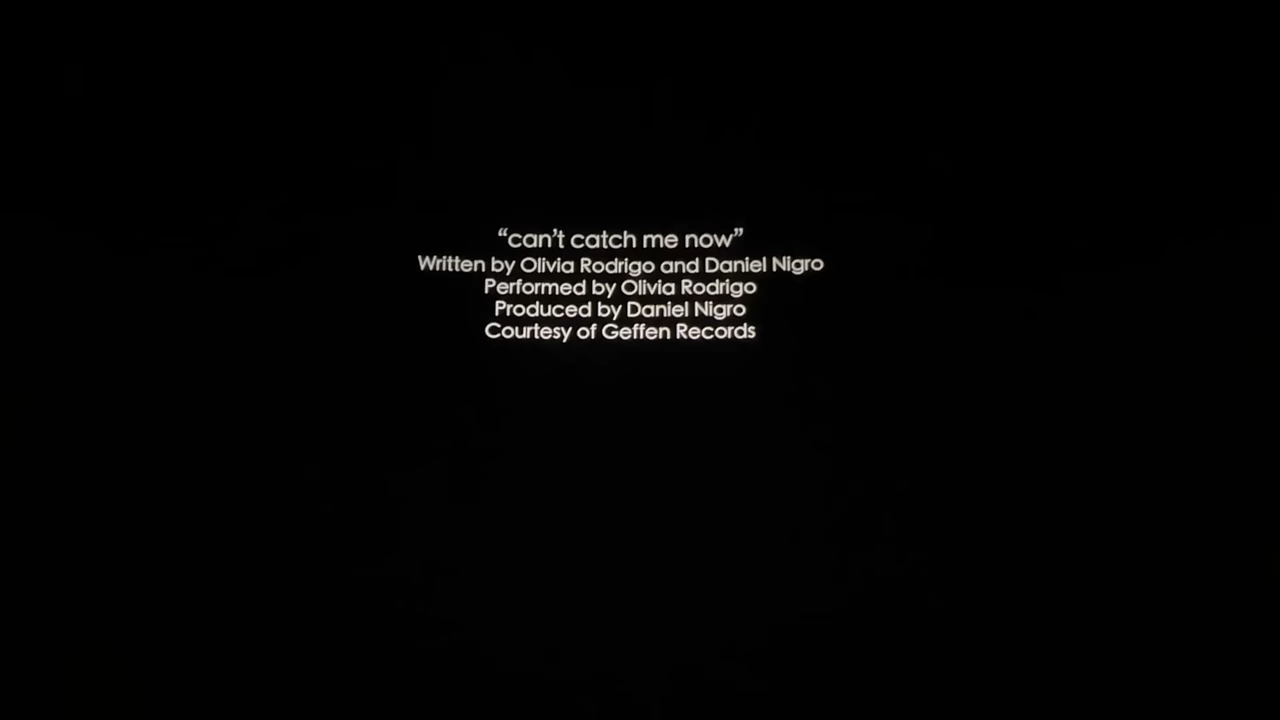 “can’t catch me now”
Written by Olivia Rodrigo and Daniel Nigro
Performed by Olivia Rodrigo
Produced by Daniel Nigro
Courtesy of Geffen Records